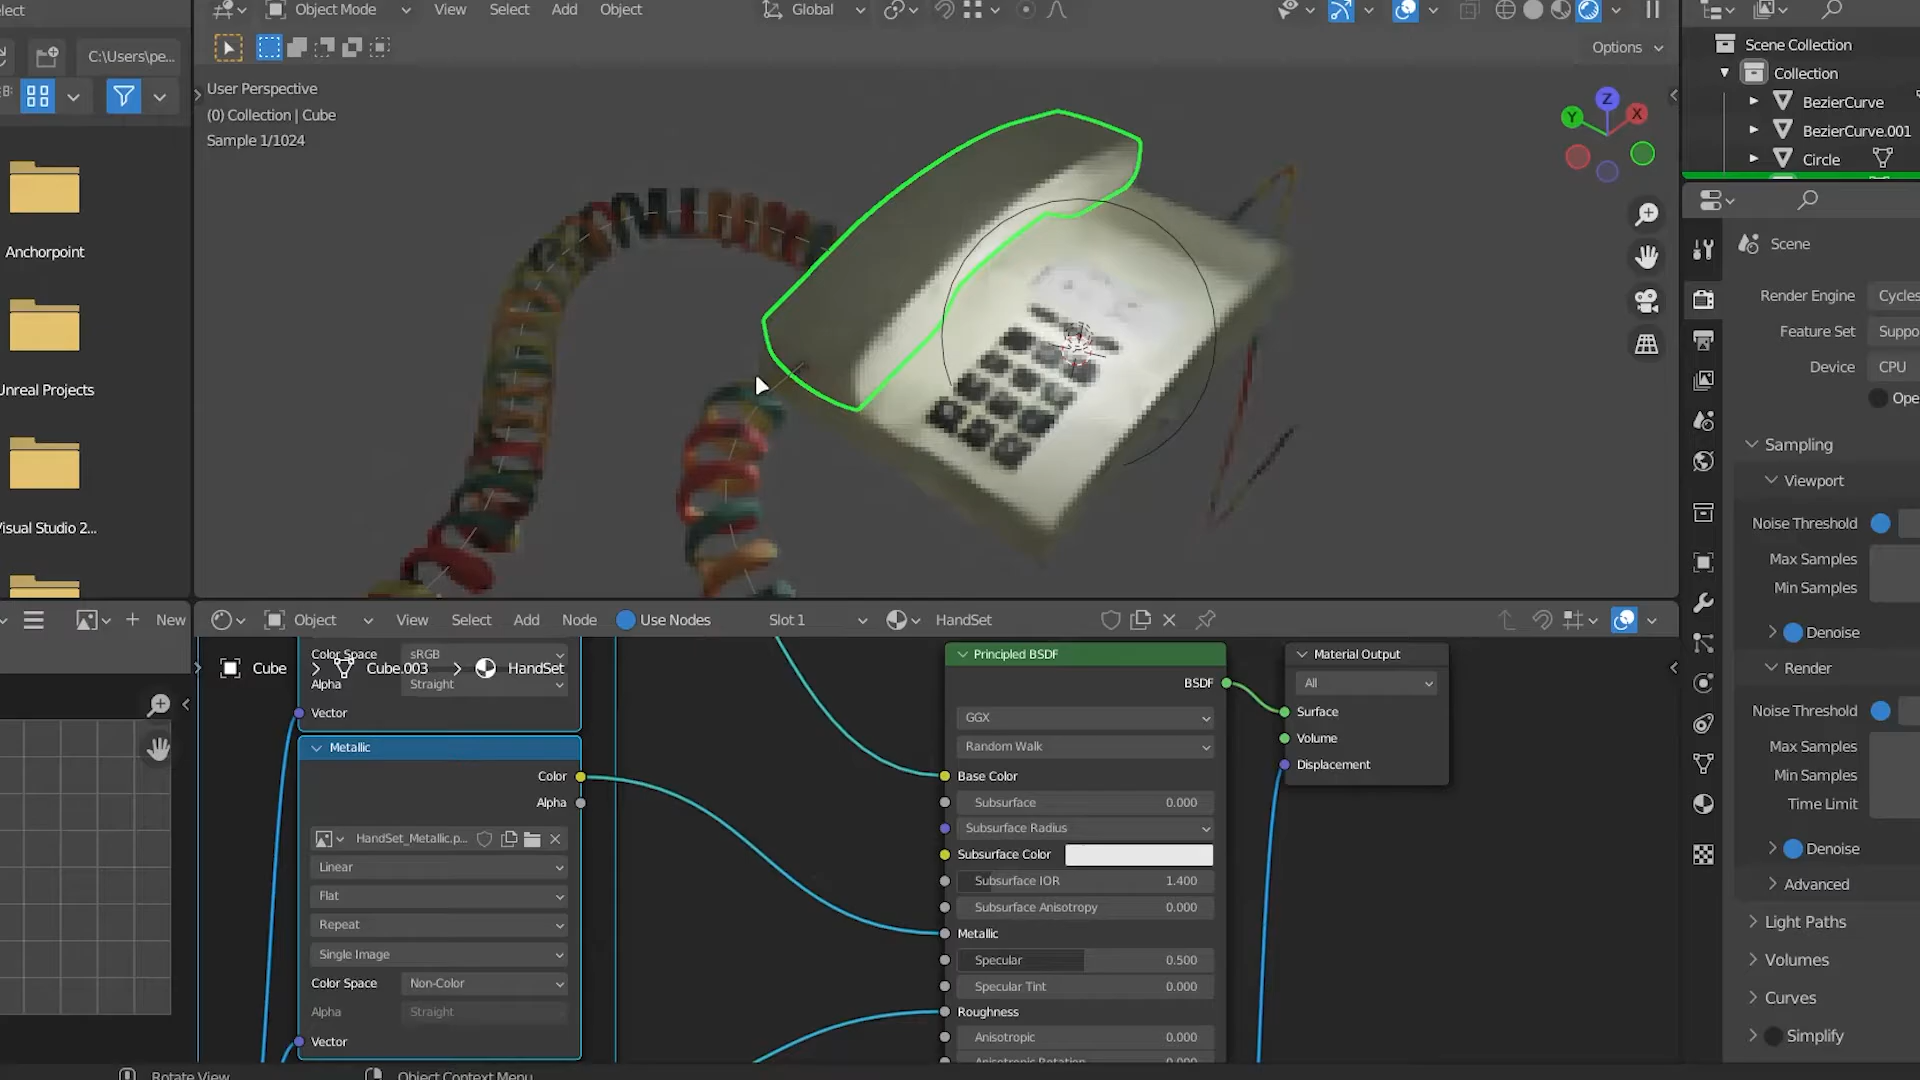 elect
Object Mode
View
Select
Add
Object
Global
C:\Users\pe...
Options
Scene Collection
Collection
BezierCurve
BezierCurve.001
Circle
User Perspective
(0) Collection | Cube
Sample 1/1024
Z
Y
X
Anchorpoint
Unreal Projects
Visual Studio 2...
Scene
Render Engine
Cycles
Feature Set
Suppo
Device
CPU
Ope
Sampling
Viewport
Noise Threshold
Max Samples
Min Samples
Denoise
Render
Noise Threshold
Max Samples
Min Samples
Time Limit
Denoise
Advanced
Light Paths
Volumes
Curves
Simplify
New
Object
View
Select
Add
Node
Use Nodes
Slot 1
HandSet
Color Space
sRGB
Cube
Cube.003
HandSet
Alpha
Straight
Vector
Metallic
Color
Alpha
HandSet_Metallic.p...
Linear
Flat
Repeat
Single Image
Color Space
Non-Color
Alpha
Straight
Vector
Principled BSDF
BSDF
GGX
Random Walk
Base Color
Subsurface 0.000
Subsurface Radius
Subsurface Color
Subsurface IOR 1.400
Subsurface Anisotropy 0.000
Metallic
Specular 0.500
Specular Tint 0.000
Roughness
Anisotropic 0.000
Anisotropic Rotation 0.000
Material Output
All
Surface
Volume
Displacement
Rotate View
Object Context Menu